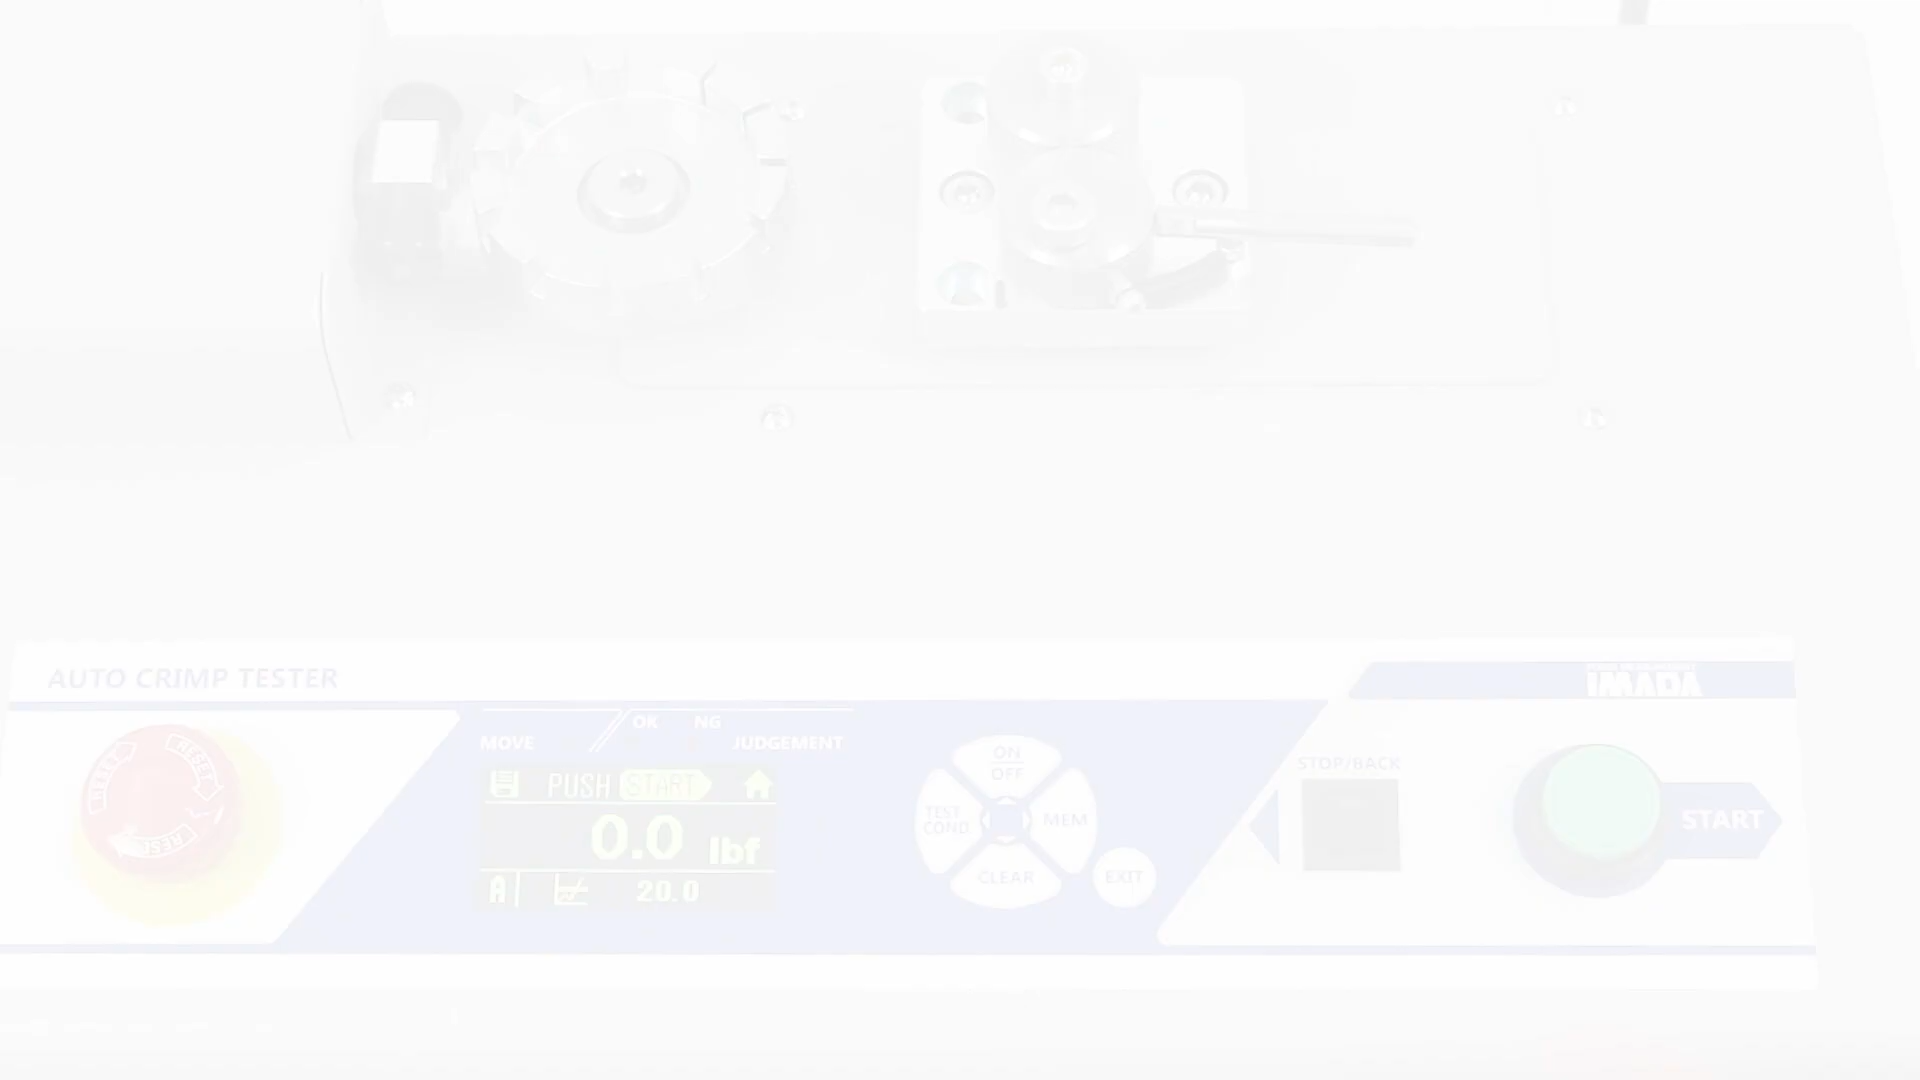 AUTO CRIMP TESTER
IMADA
MOVE
OK NG
JUDGEMENT
PUSH START
0.0 lbf
A 20.0
RESET
RESET
RESET
ON
OFF
TEST
COND
MEM
CLEAR
EXIT
STOP/BACK
START